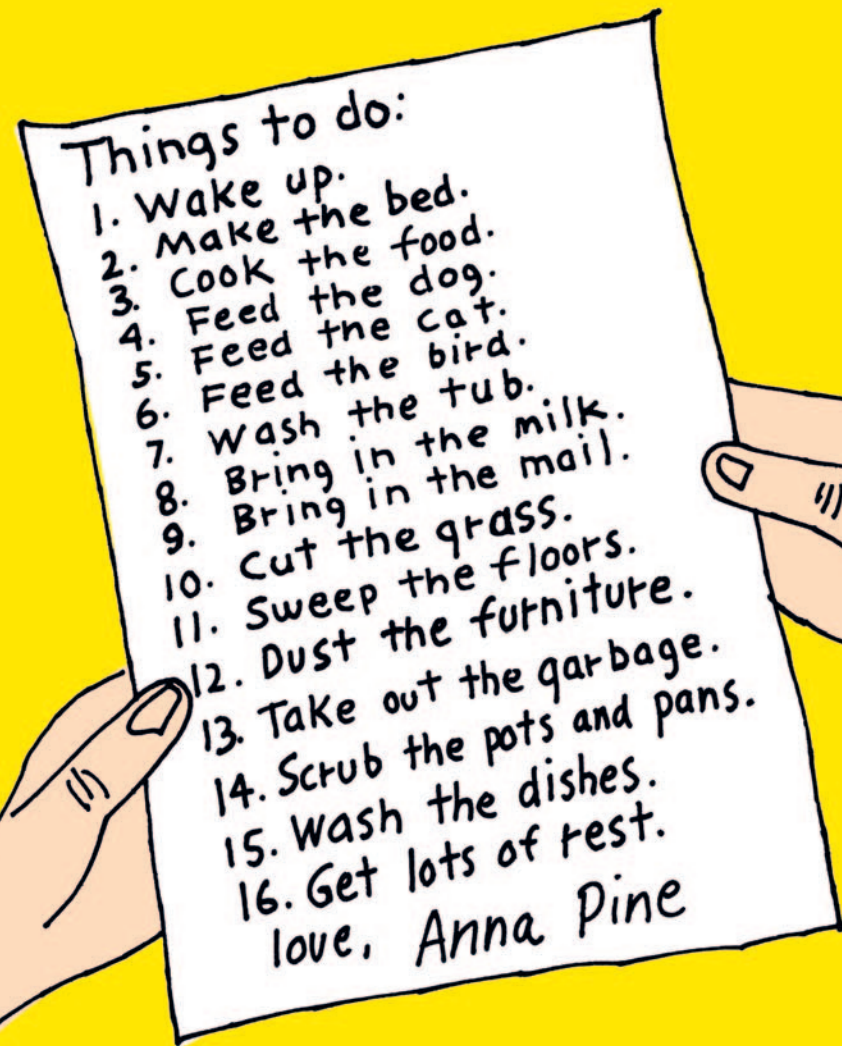 Things to do:
1. Wake up.
2. Make the bed.
3. Cook the food.
4. Feed the dog.
5. Feed the cat.
6. Feed the bird.
7. Wash the tub.
8. Bring in the milk.
9. Bring in the mail.
10. Cut the grass.
11. Sweep the floors.
12. Dust the furniture.
13. Take out the garbage.
14. Scrub the pots and pans.
15. Wash the dishes.
16. Get lots of rest.
love, Anna Pine